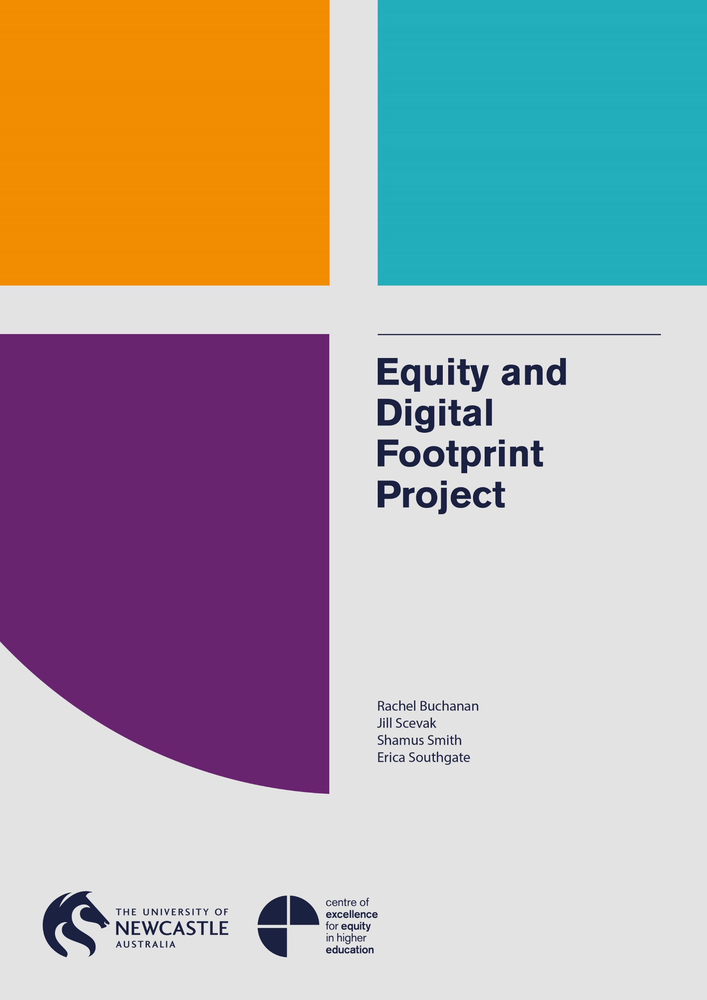 Equity and
Digital
Footprint
Project
Rachel Buchanan
Jill Scevak
Shamus Smith
Erica Southgate
THE UNIVERSITY OF
NEWCASTLE
AUSTRALIA
centre of
excellence
for equity
in higher
education